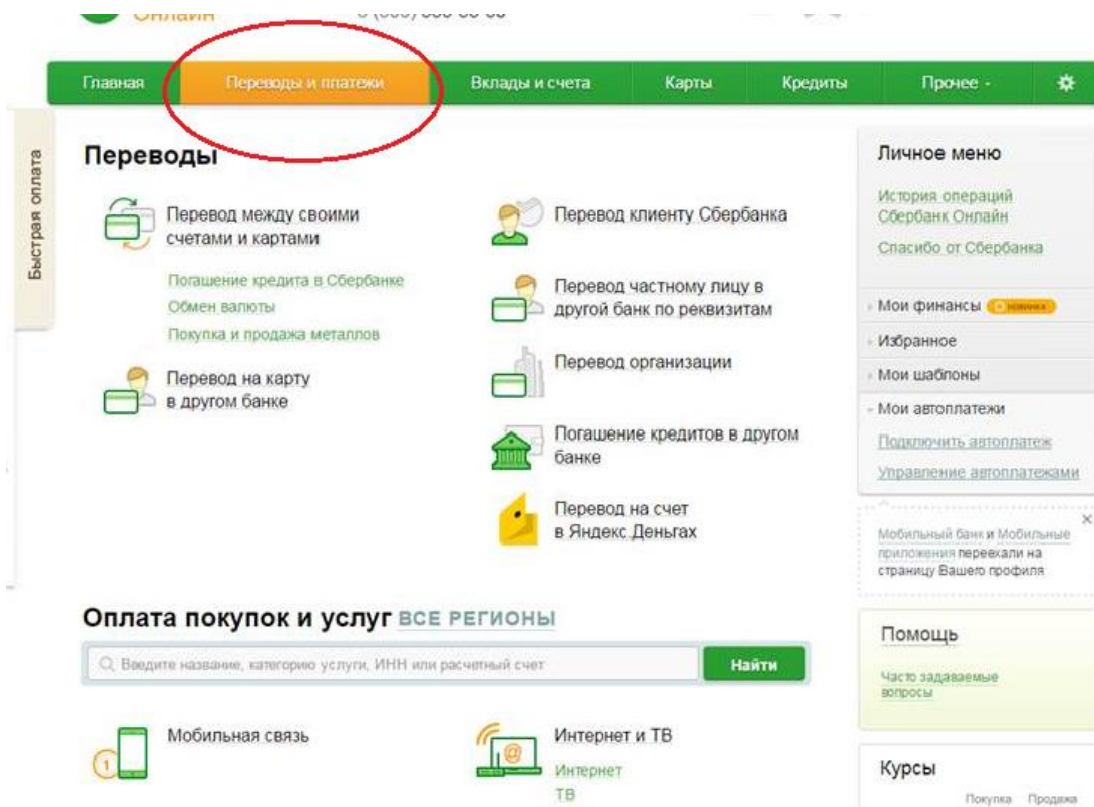 Онлайн
Главная
Переводы и платежи
Вклады и счета
Карты
Кредиты
Прочее
Быстрая оплата
Переводы
Перевод между своими
счетами и картами
Погашение кредита в Сбербанке
Обмен валюты
Покупка и продажа металлов
Перевод на карту
в другом банке
Перевод клиенту Сбербанка
Перевод частному лицу в
другой банк по реквизитам
Перевод организации
Погашение кредитов в другом
банке
Перевод на счет
в Яндекс.Деньгах
Личное меню
История операций
Сбербанк Онлайн
Спасибо от Сбербанка
Мои финансы новинка
Избранное
Мои шаблоны
Мои автоплатежи
Подключить автоплатеж
Управление автоплатежами
Мобильный банк и Мобильные
приложения переехали на
страницу Вашего профиля
Оплата покупок и услуг ВСЕ РЕГИОНЫ
Введите название, категорию услуги, ИНН или расчетный счет
Найти
Мобильная связь
1
Интернет и ТВ
@
Интернет
ТВ
Помощь
Часто задаваемые
вопросы
Курсы
Покупка Продажа